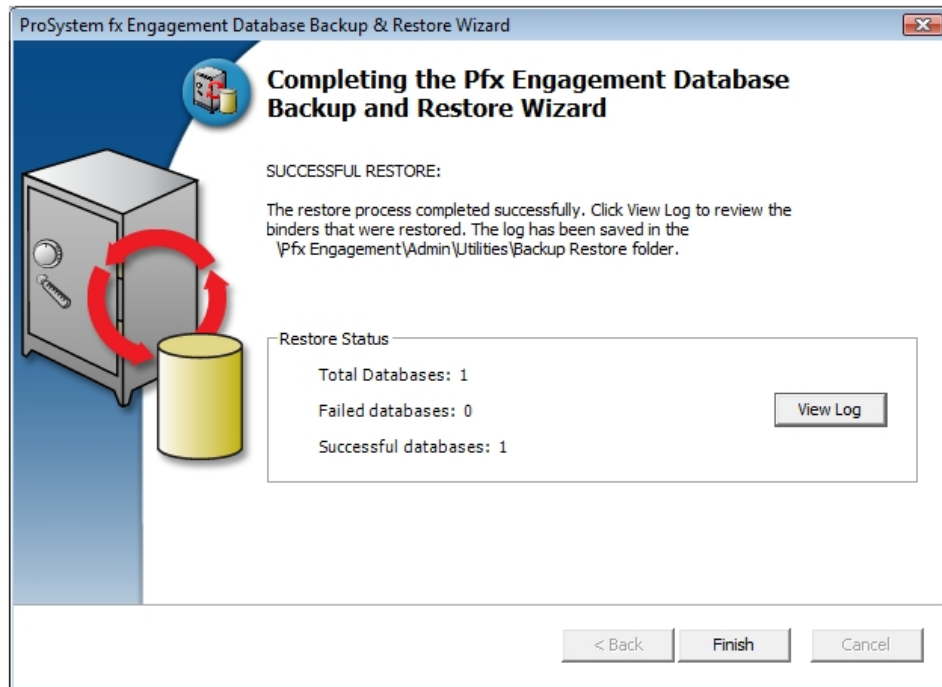 ProSystem fx Engagement Database Backup & Restore Wizard
Completing the Pfx Engagement Database
Backup and Restore Wizard
SUCCESSFUL RESTORE:
The restore process completed successfully. Click View Log to review the
binders that were restored. The log has been saved in the
\Pfx Engagement\Admin\Utilities\Backup Restore folder.
Restore Status
Total Databases: 1
Failed databases: 0
View Log
Successful databases: 1
< Back
Finish
Cancel